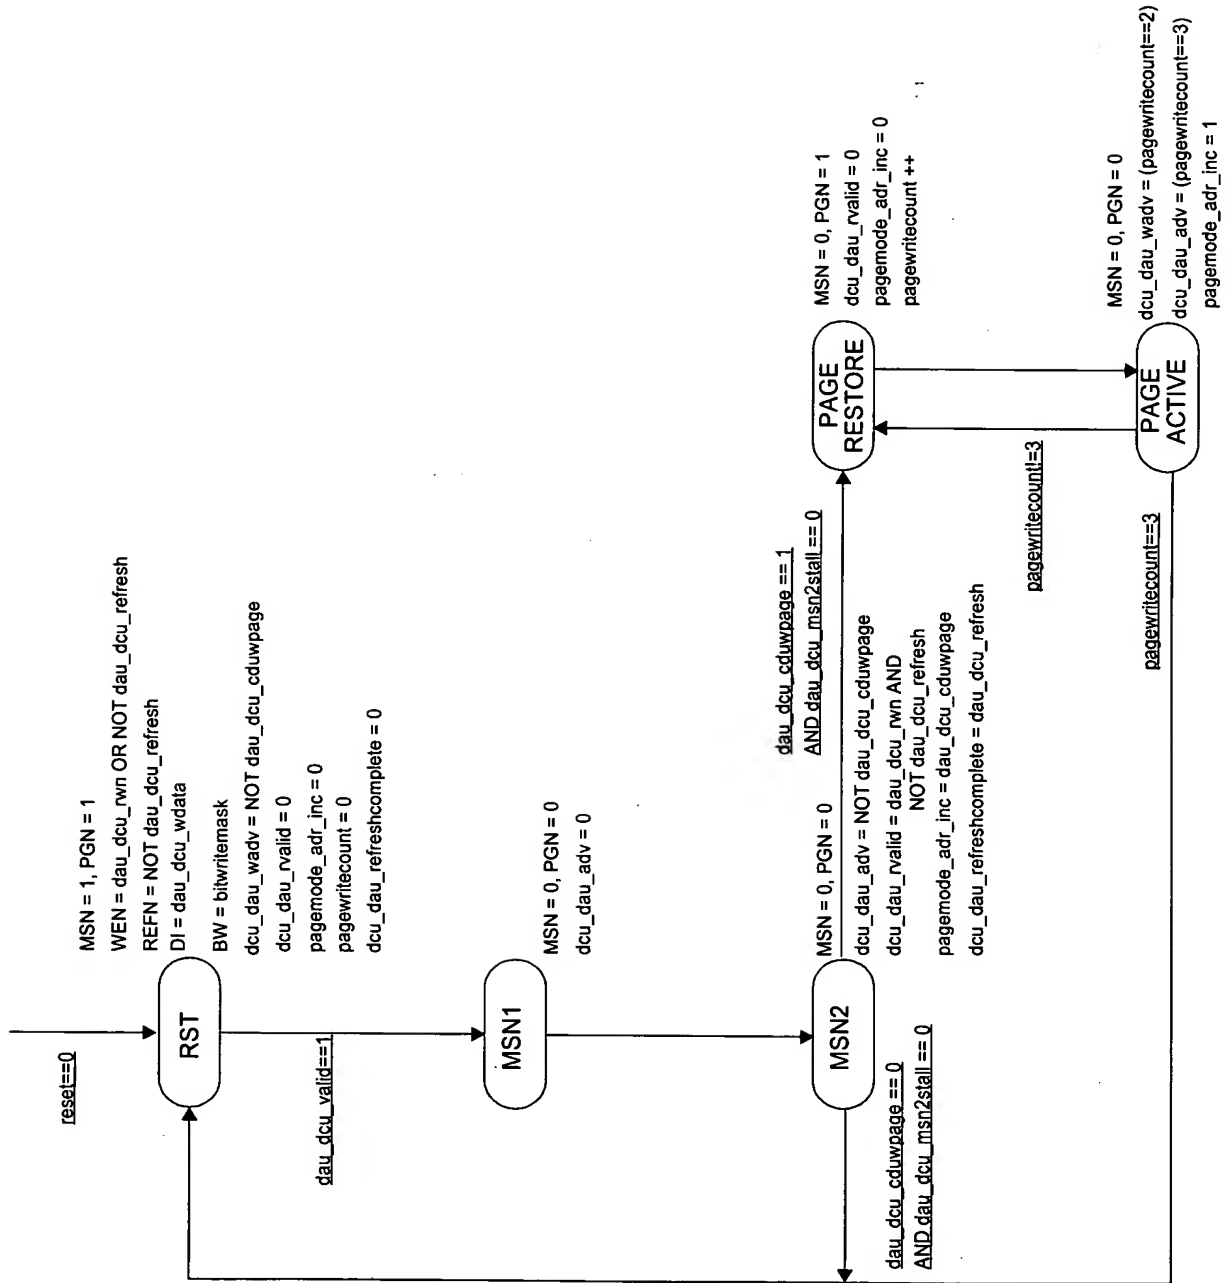 reset==0
RST
MSN = 1, PGN = 1
WEN = dau_dcu_rwn OR NOT dau_dcu_refresh
REFN = NOT dau_dcu_refresh
DI = dau_dcu_wdata
BW = bitwritemask
dcu_dau_wadv = NOT dau_dcu_cduwpage
dcu_dau_rvalid = 0
pagemode_adr_inc = 0
pagewritecount = 0
dcu_dau_refreshcomplete = 0
dau_dcu_valid==1
MSN1
MSN = 0, PGN = 0
dcu_dau_adv = 0
MSN2
MSN = 0, PGN = 0
dcu_dau_adv = NOT dau_dcu_cduwpage
dcu_dau_rvalid = dau_dcu_rwn AND
NOT dau_dcu_refresh
pagemode_adr_inc = dau_dcu_cduwpage
dcu_dau_refreshcomplete = dau_dcu_refresh
dau_dcu_cduwpage == 0
AND dau_dcu_msn2stall == 0
dau_dcu_cduwpage == 1
AND dau_dcu_msn2stall == 0
PAGE
RESTORE
MSN = 0, PGN = 1
dcu_dau_rvalid = 0
pagemode_adr_inc = 0
pagewritecount ++
pagewritecount!=3
pagewritecount==3
PAGE
ACTIVE
MSN = 0, PGN = 0
dcu_dau_wadv = (pagewritecount==2)
dcu_dau_adv = (pagewritecount==3)
pagemode_adr_inc = 1